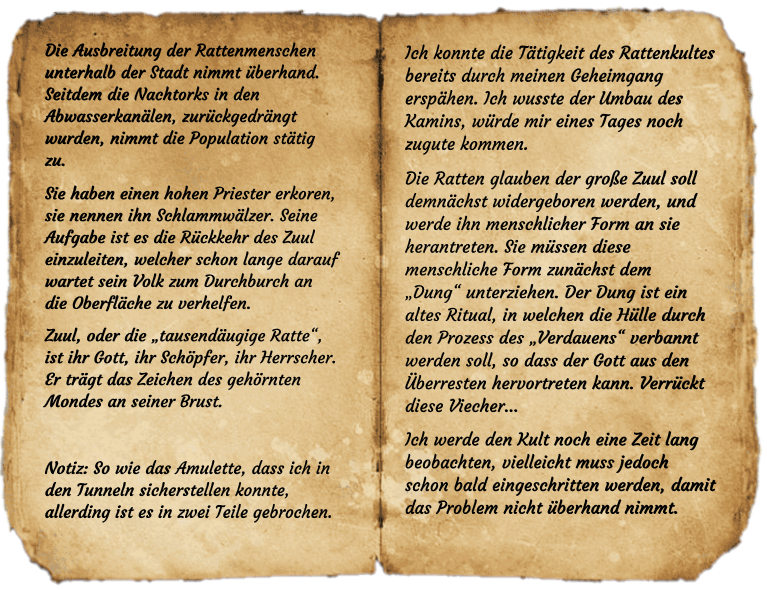 Die Ausbreitung der Rattenmenschen
unterhalb der Stadt nimmt überhand.
Seitdem die Nachtorks in den
Abwasserkanälen, zurückgedrängt
wurden, nimmt die Population stätig
zu.
Sie haben einen hohen Priester erkoren,
sie nennen ihn Schlammwälzer. Seine
Aufgabe ist es die Rückkehr des Zuul
einzuleiten, welcher schon lange darauf
wartet sein Volk zum Durchburch an
die Oberfläche zu verhelfen.
Zuul, oder die „tausendäugige Ratte“,
ist ihr Gott, ihr Schöpfer, ihr Herrscher.
Er trägt das Zeichen des gehörnten
Mondes an seiner Brust.
Notiz: So wie das Amulette, dass ich in
den Tunneln sicherstellen konnte,
allerding ist es in zwei Teile gebrochen.
Ich konnte die Tätigkeit des Rattenkultes
bereits durch meinen Geheimgang
erspähen. Ich wusste der Umbau des
Kamins, würde mir eines Tages noch
zugute kommen.
Die Ratten glauben der große Zuul soll
demnächst widergeboren werden, und
werde ihn menschlicher Form an sie
herantreten. Sie müssen diese
menschliche Form zunächst dem
„Dung“ unterziehen. Der Dung ist ein
altes Ritual, in welchen die Hülle durch
den Prozess des „Verdauens“ verbannt
werden soll, so dass der Gott aus den
Überresten hervortreten kann. Verrückt
diese Viecher...
Ich werde den Kult noch eine Zeit lang
beobachten, vielleicht muss jedoch
schon bald eingeschritten werden, damit
das Problem nicht überhand nimmt.